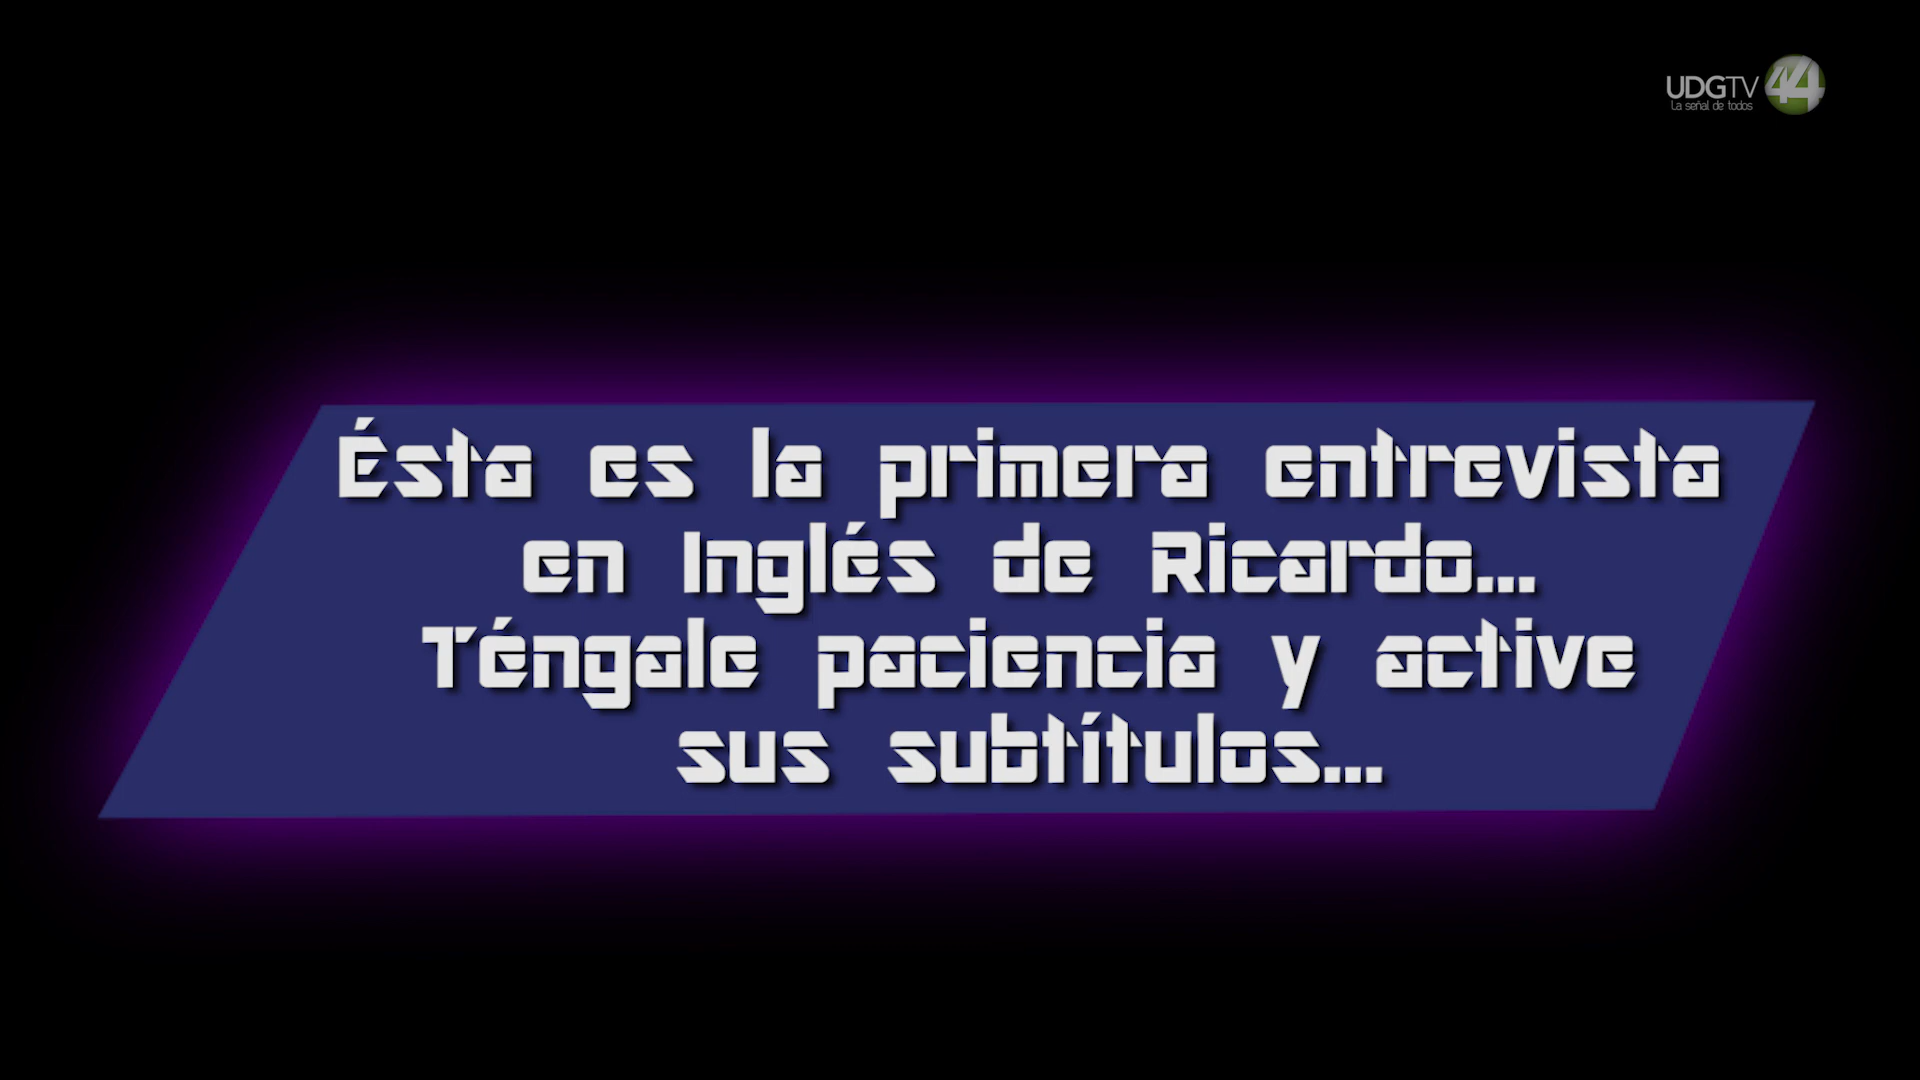 UDGTV 44
La señal de todos
Ésta es la primera entrevista
en Inglés de Ricardo...
Téngale paciencia y active
sus subtítulos...